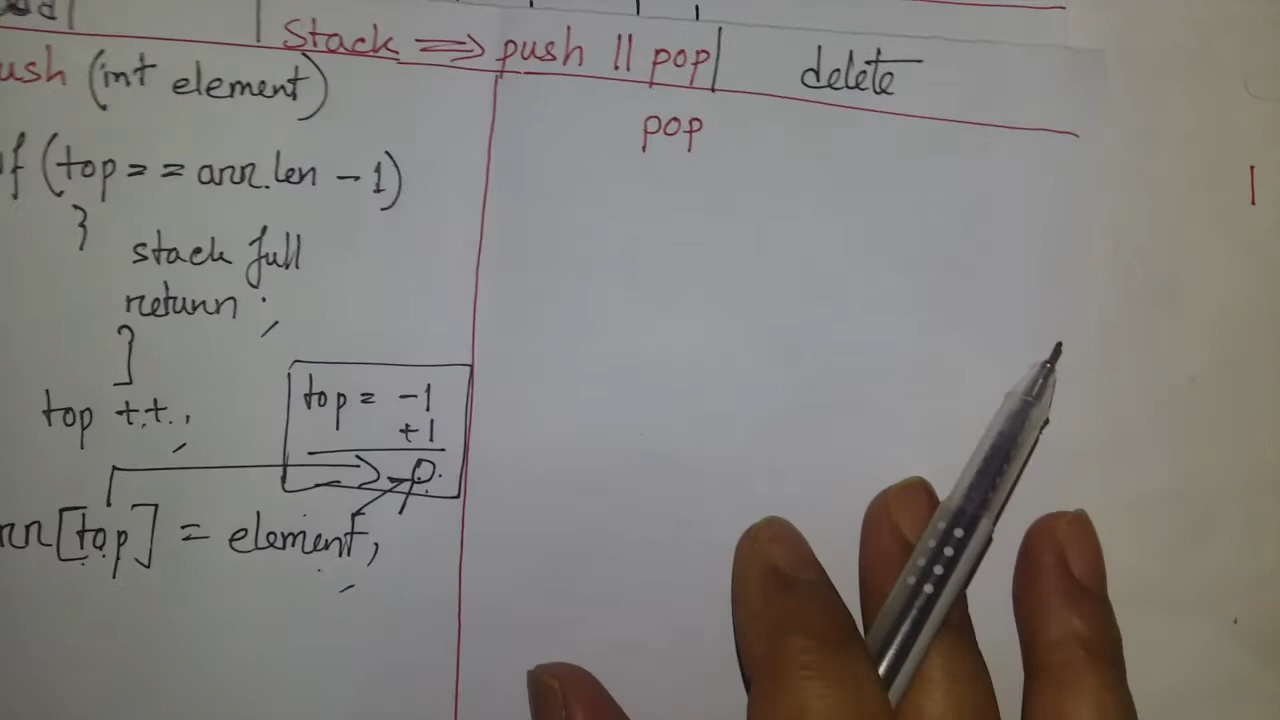 Stack ⟹ push || pop | delete
ush (int element)
f (top == arr.len - 1)
}
stack full
return ;
}
top ++ ;
top = -1
+1
0
rr[top] = element;
pop